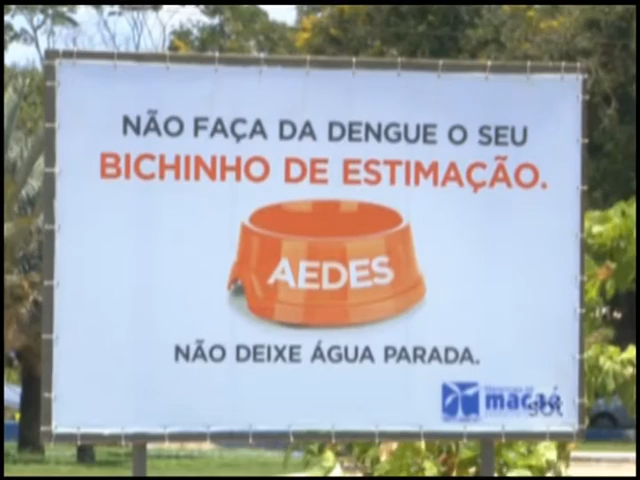 NÃO FAÇA DA DENGUE O SEU
BICHINHO DE ESTIMAÇÃO.
AEDES
NÃO DEIXE ÁGUA PARADA.
macaé